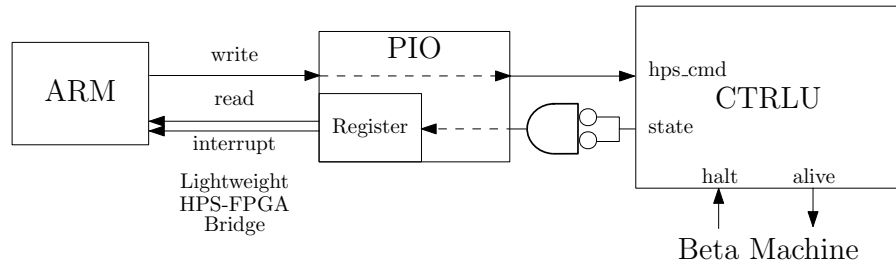 ARM
write
read
interrupt
Lightweight
HPS-FPGA
Bridge
PIO
Register
hps_cmd
CTRLU
state
halt
alive
Beta Machine